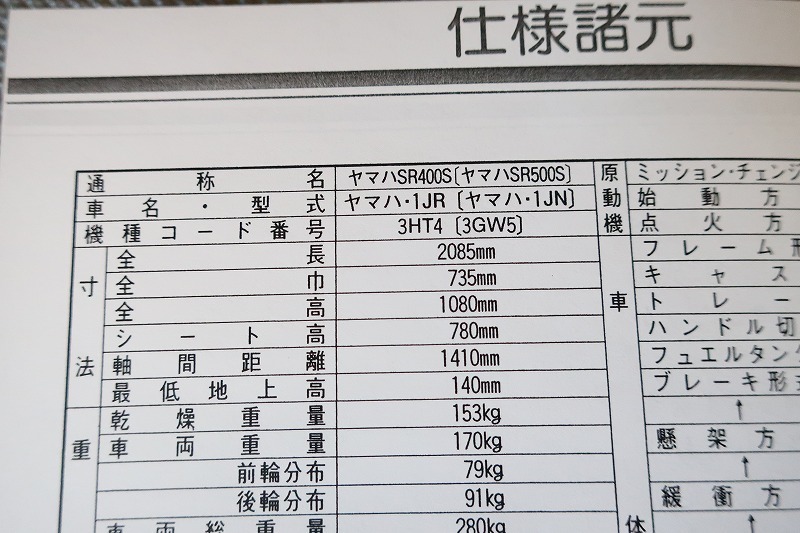 仕様諸元
通称名 ヤマハSR400S〔ヤマハSR500S〕 原動機 ミッション・チェンジ
車名・型式 ヤマハ・1JR〔ヤマハ・1JN〕 始動方
機種コード番号 3HT4〔3GW5〕 点火方
寸法 全長 2085mm 車体 フレーム形
全巾 735mm キャス
全高 1080mm トレー
シート高 780mm ハンドル切
軸間距離 1410mm フュエルタンク
最低地上高 140mm ブレーキ形式
重 乾燥重量 153kg ↑
車両重量 170kg 懸架方
前輪分布 79kg ↑
後輪分布 91kg 緩衝方
車両総重量 280kg ↑